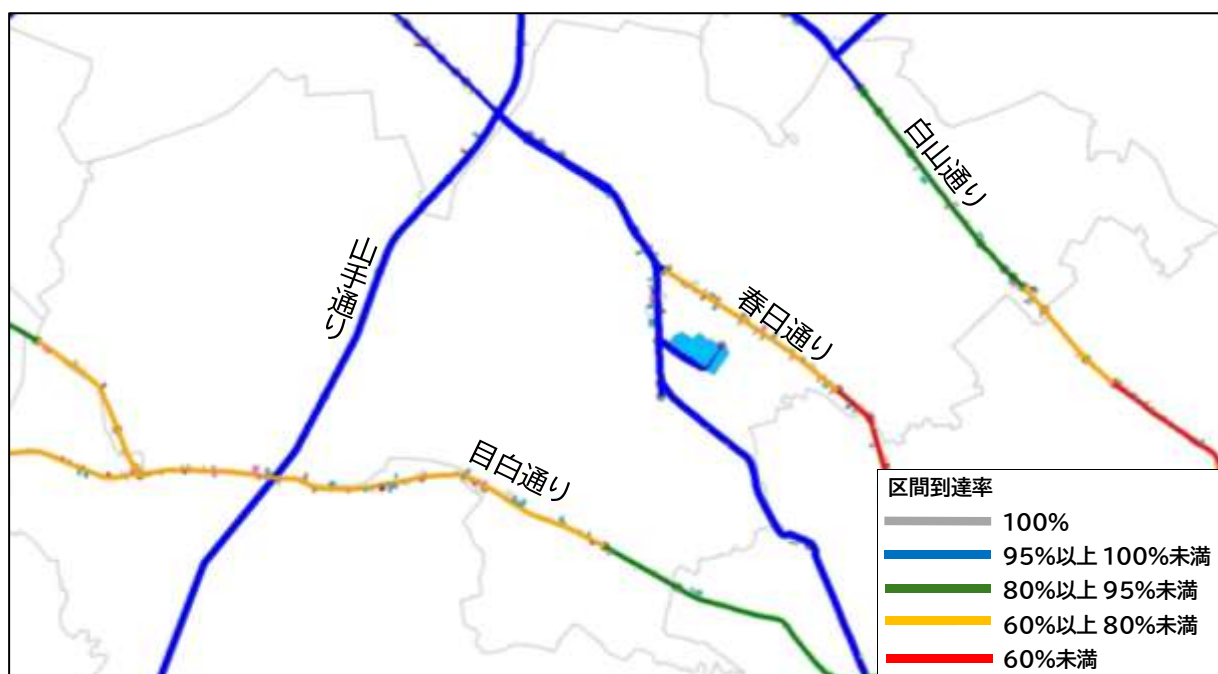 白山通り
山手通り
春日通り
目白通り
区間到達率
100%
95%以上 100%未満
80%以上 95%未満
60%以上 80%未満
60%未満